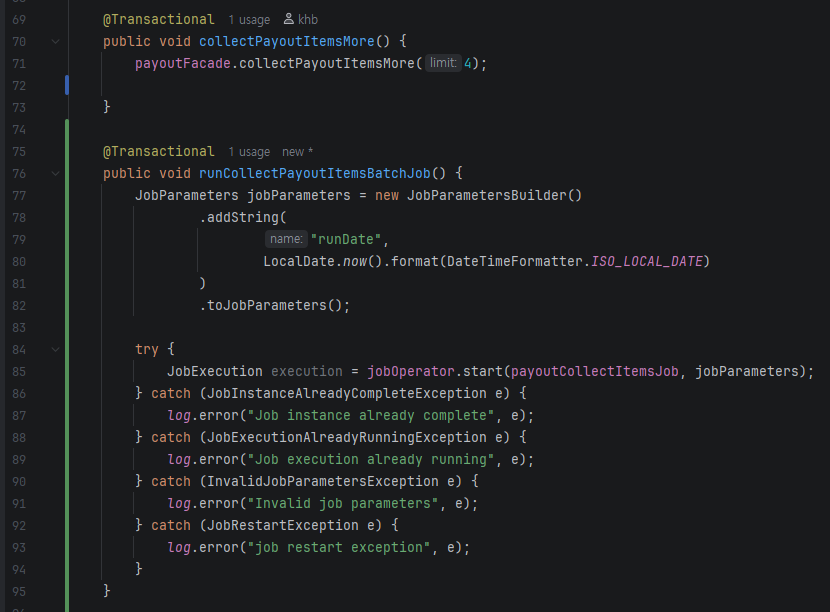 69 @Transactional 1 usage khb
70 public void collectPayoutItemsMore() {
71 payoutFacade.collectPayoutItemsMore( limit: 4);
72
73 }
74
75 @Transactional 1 usage new *
76 public void runCollectPayoutItemsBatchJob() {
77 JobParameters jobParameters = new JobParametersBuilder()
78 .addString(
79 name: "runDate",
80 LocalDate.now().format(DateTimeFormatter.ISO_LOCAL_DATE)
81 )
82 .toJobParameters();
83
84 try {
85 JobExecution execution = jobOperator.start(payoutCollectItemsJob, jobParameters);
86 } catch (JobInstanceAlreadyCompleteException e) {
87 log.error("Job instance already complete", e);
88 } catch (JobExecutionAlreadyRunningException e) {
89 log.error("Job execution already running", e);
90 } catch (InvalidJobParametersException e) {
91 log.error("Invalid job parameters", e);
92 } catch (JobRestartException e) {
93 log.error("job restart exception", e);
94 }
95 }